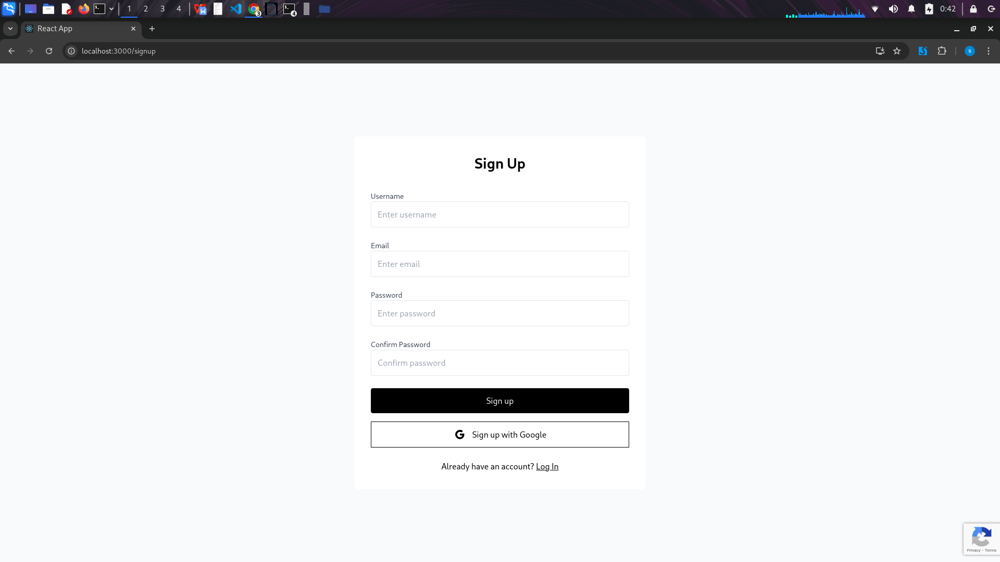 1 2 3 4 3 4 0:42
React App
localhost:3000/signup S
Sign Up
Username
Enter username
Email
Enter email
Password
Enter password
Confirm Password
Confirm password
Sign up
G Sign up with Google
Already have an account? Log In
Privacy - Terms